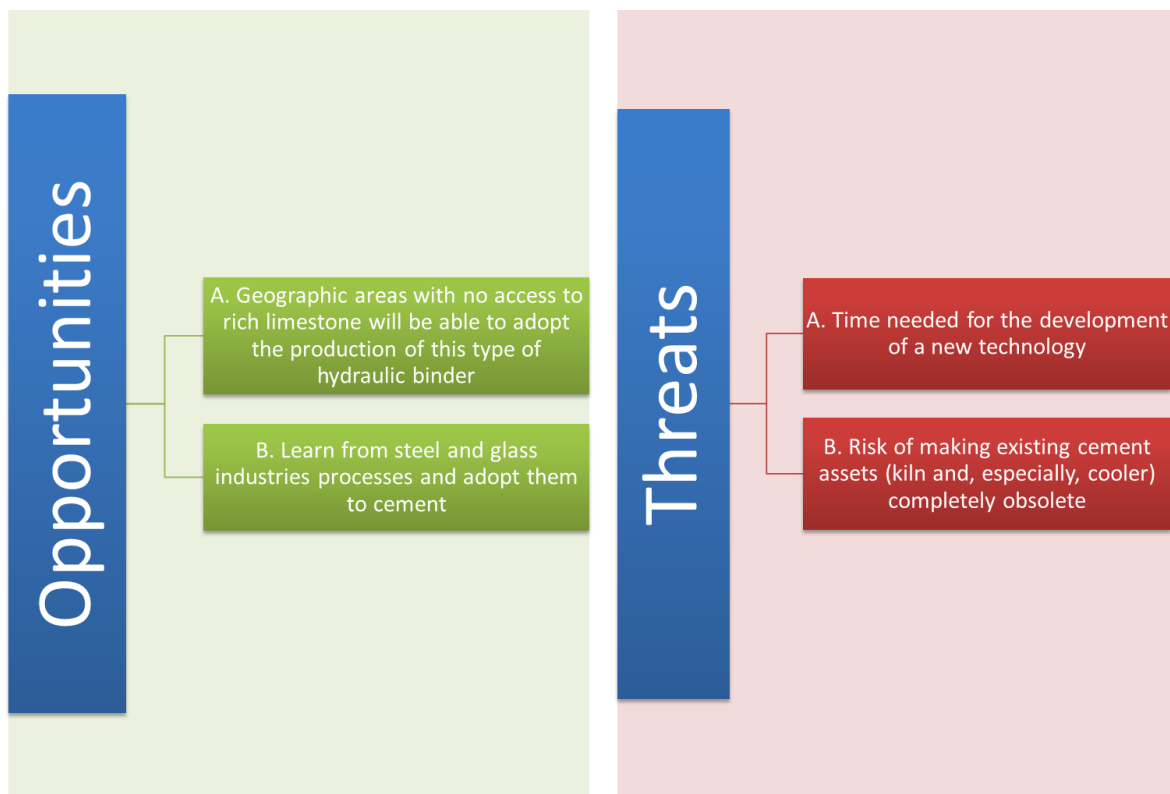 Opportunities
A. Geographic areas with no access to
rich limestone will be able to adopt
the production of this type of
hydraulic binder
B. Learn from steel and glass
industries processes and adopt them
to cement
Threats
A. Time needed for the development
of a new technology
B. Risk of making existing cement
assets (kiln and, especially, cooler)
completely obsolete